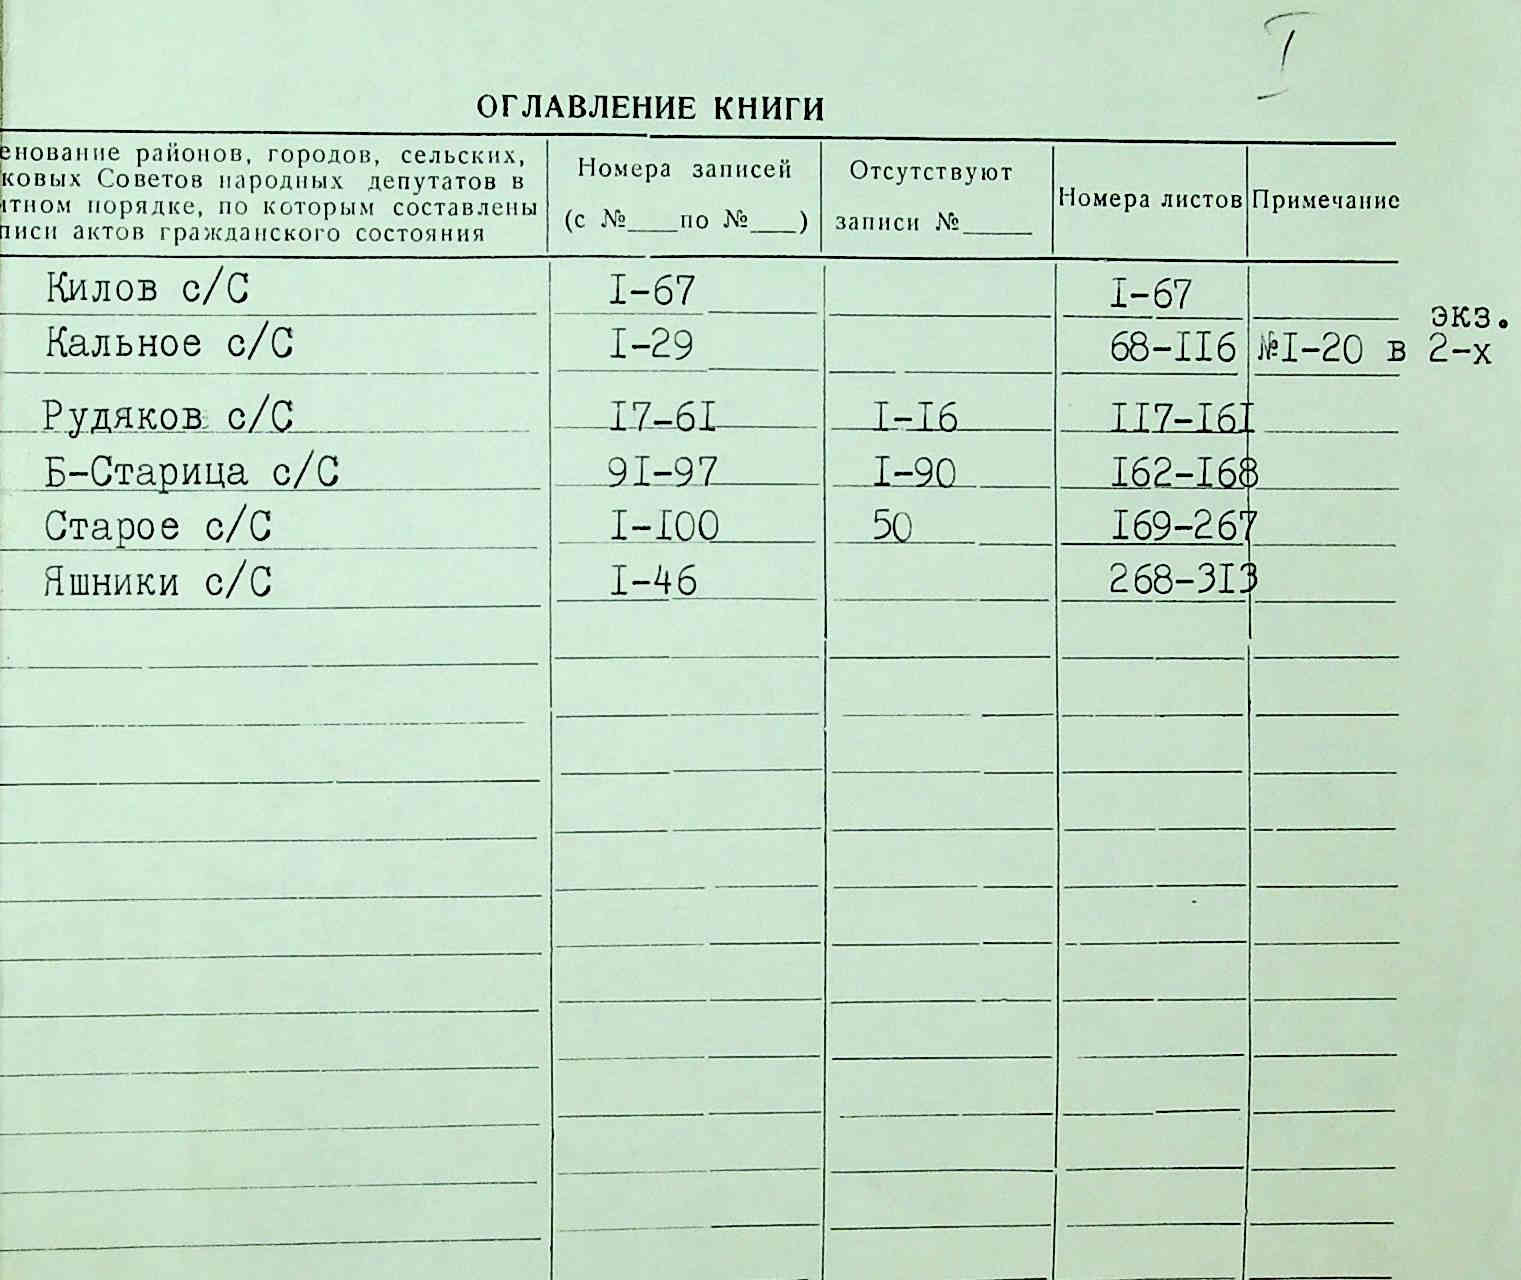 I
ОГЛАВЛЕНИЕ КНИГИ
енование районов, городов, сельских,
ковых Советов народных депутатов в
итном порядке, по которым составлены
писи актов гражданского состояния
Номера записей
(с №____по №____)
Отсутствуют
записи №______
Номера листов
Примечание
Килов с/С I-67 I-67
Кальное с/С I-29 68-II6 №I-20 в 2-х экз.
Рудяков с/С I7-6I I-I6 II7-I6I
Б-Старица с/С 9I-97 I-90 I62-I68
Старое с/С I-I00 50 I69-267
Яшники с/С I-46 268-3I3